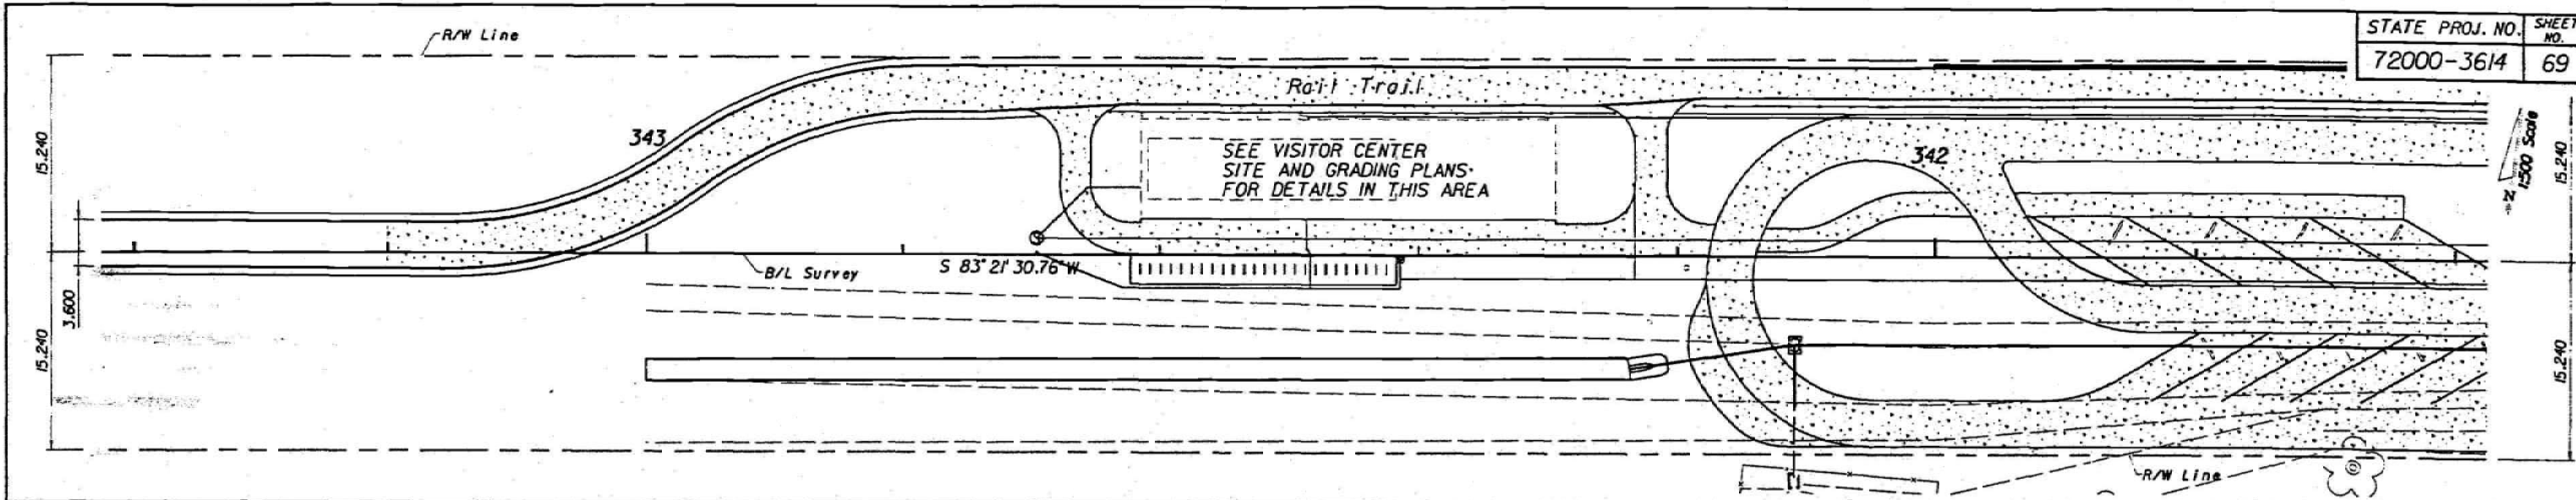 R/W Line
STATE PROJ. NO.
SHEET NO.
72000-3614
69
Rail Trail
15.240
343
SEE VISITOR CENTER
SITE AND GRADING PLANS
FOR DETAILS IN THIS AREA
342
1:500 Scale
15.240
N
B/L Survey
S 83° 21' 30.76" W
3.600
15.240
15.240
R/W Line